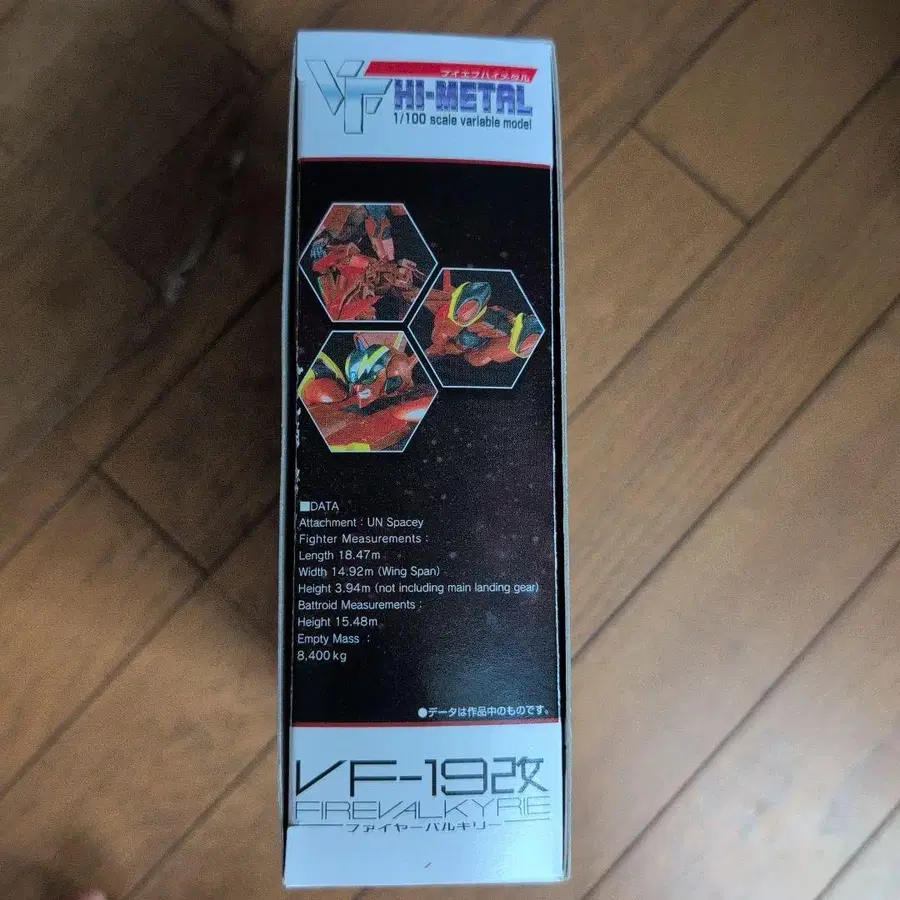 VF
ブイエフハイメタル
HI-METAL
1/100 scale variable model
■DATA
Attachment : UN Spacey
Fighter Measurements :
Length 18.47m
Width 14.92m (Wing Span)
Height 3.94m (not including main landing gear)
Battroid Measurements :
Height 15.48m
Empty Mass :
8,400kg
●データは作品中のものです。
VF-19改
FIREVALKYRIE
ファイヤーバルキリー